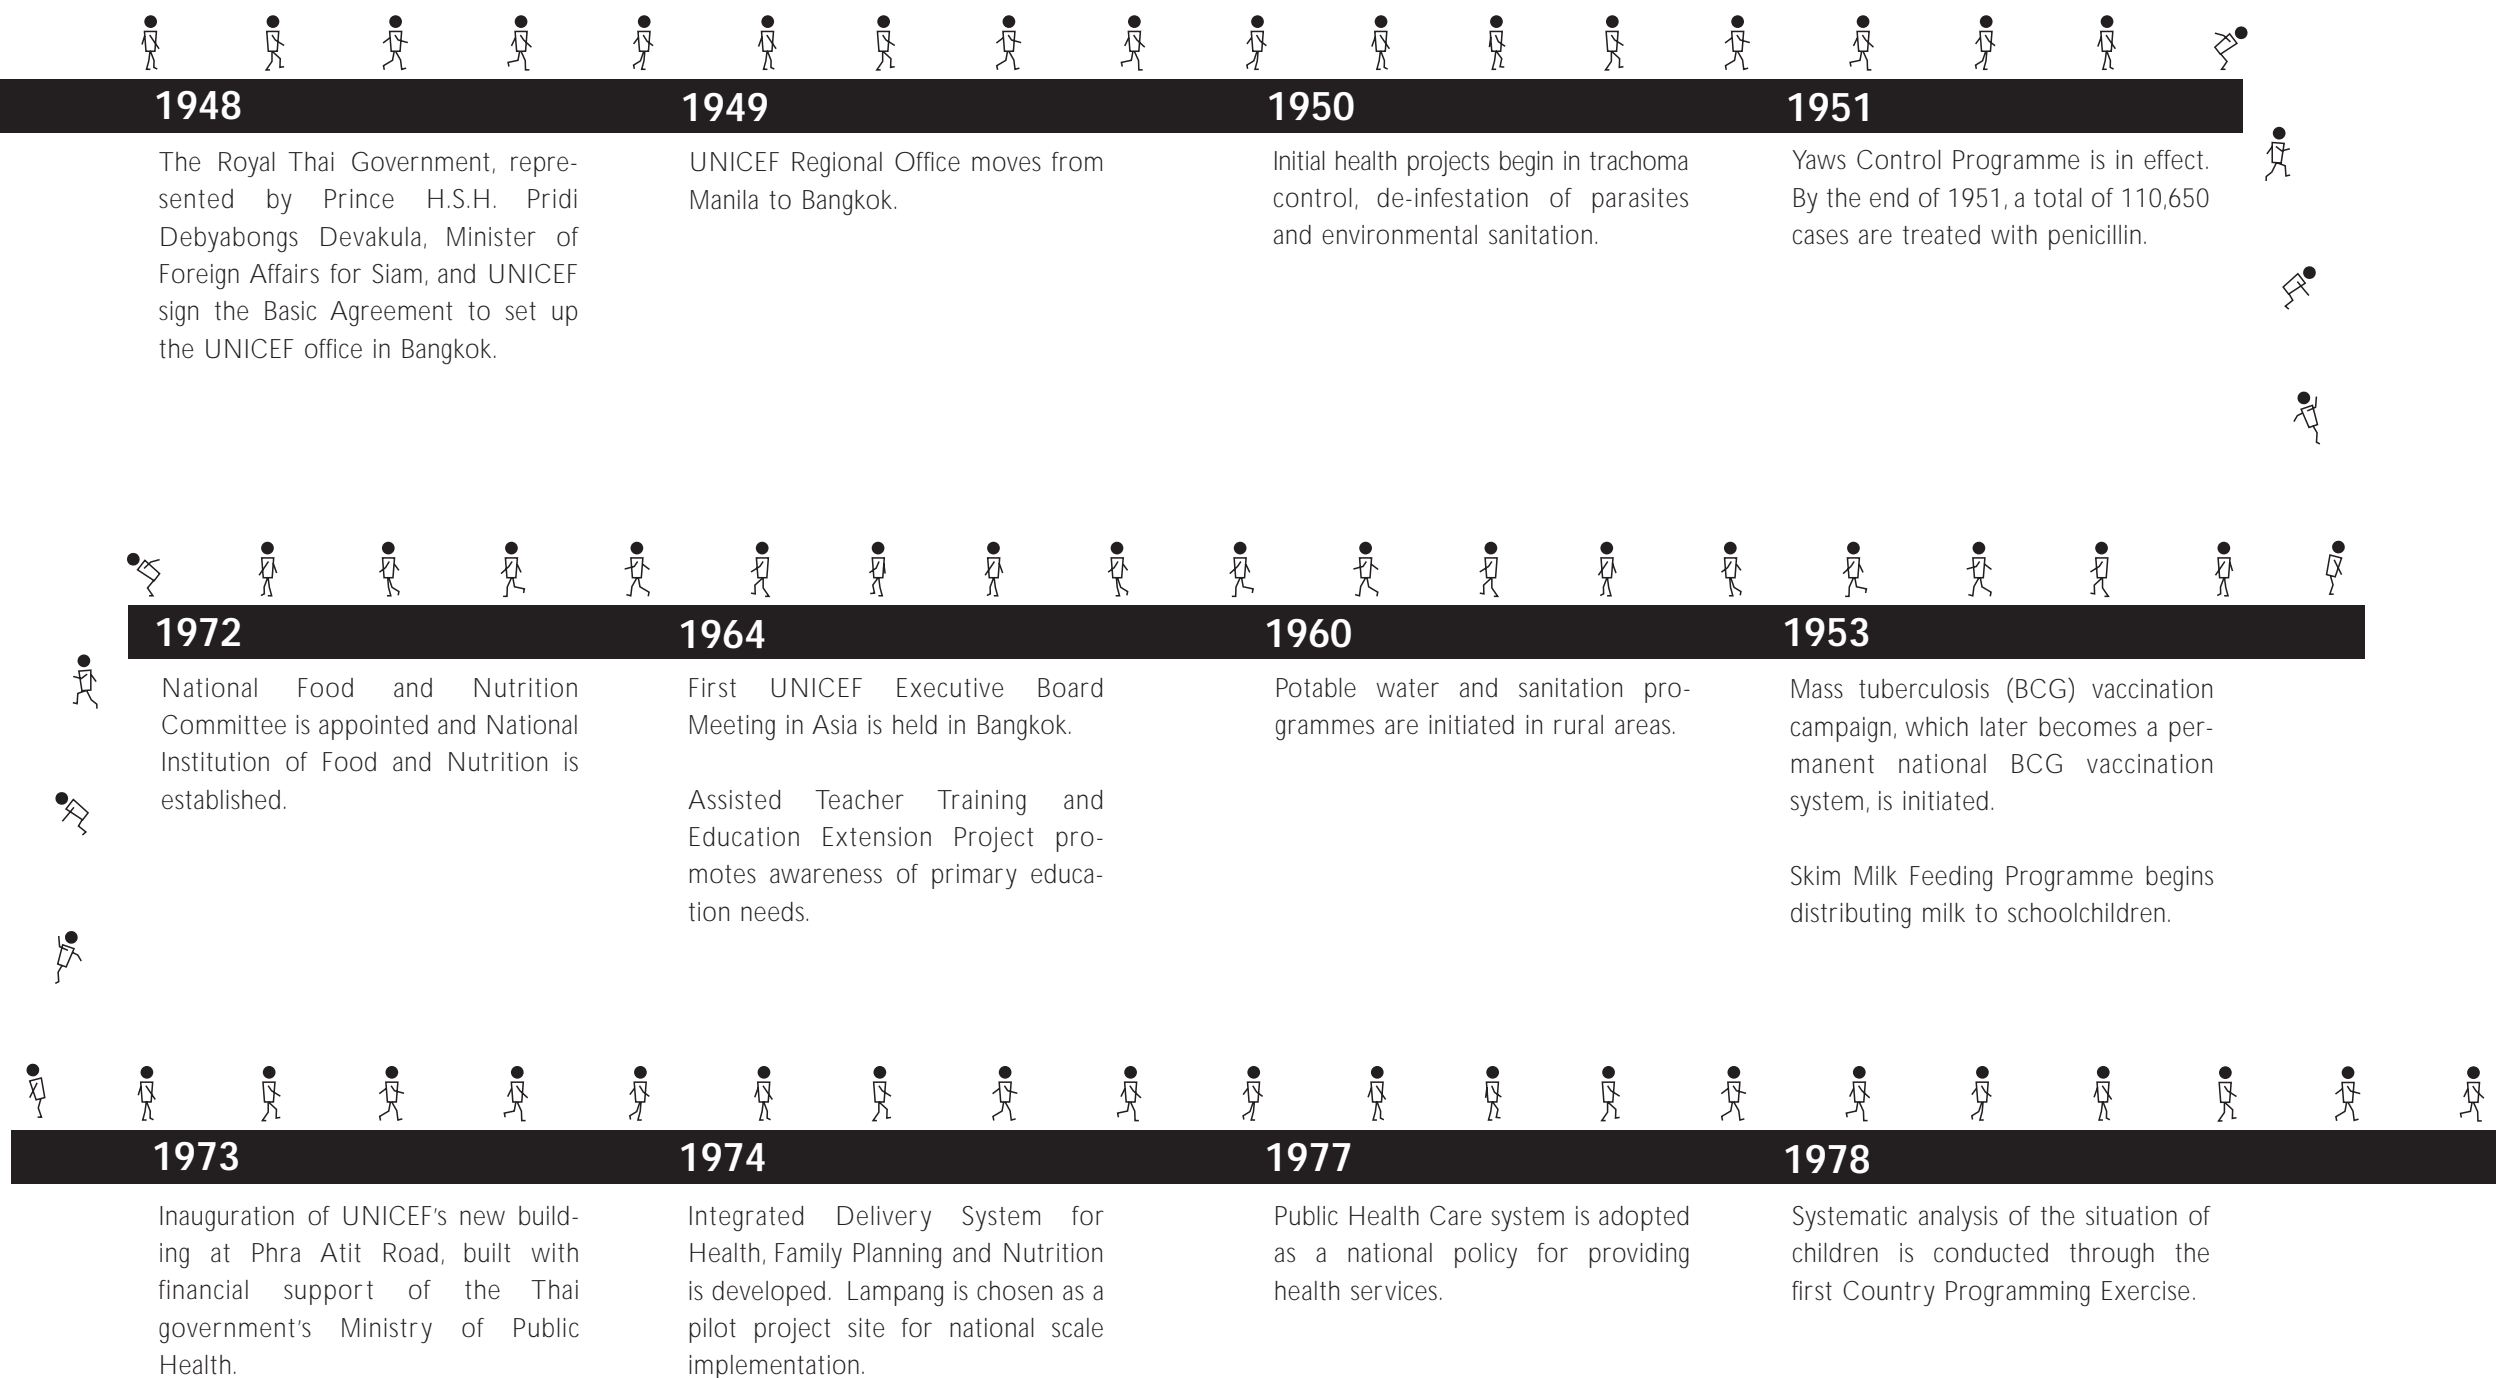 1948
The Royal Thai Government, repre-
sented by Prince H.S.H. Pridi
Debyabongs Devakula, Minister of
Foreign Affairs for Siam, and UNICEF
sign the Basic Agreement to set up
the UNICEF office in Bangkok.
1949
UNICEF Regional Office moves from
Manila to Bangkok.
1950
Initial health projects begin in trachoma
control, de-infestation of parasites
and environmental sanitation.
1951
Yaws Control Programme is in effect.
By the end of 1951, a total of 110,650
cases are treated with penicillin.
1972
National Food and Nutrition
Committee is appointed and National
Institution of Food and Nutrition is
established.
1964
First UNICEF Executive Board
Meeting in Asia is held in Bangkok.
Assisted Teacher Training and
Education Extension Project pro-
motes awareness of primary educa-
tion needs.
1960
Potable water and sanitation pro-
grammes are initiated in rural areas.
1953
Mass tuberculosis (BCG) vaccination
campaign, which later becomes a per-
manent national BCG vaccination
system, is initiated.
Skim Milk Feeding Programme begins
distributing milk to schoolchildren.
1973
Inauguration of UNICEF's new build-
ing at Phra Atit Road, built with
financial support of the Thai
government's Ministry of Public
Health.
1974
Integrated Delivery System for
Health, Family Planning and Nutrition
is developed. Lampang is chosen as a
pilot project site for national scale
implementation.
1977
Public Health Care system is adopted
as a national policy for providing
health services.
1978
Systematic analysis of the situation of
children is conducted through the
first Country Programming Exercise.